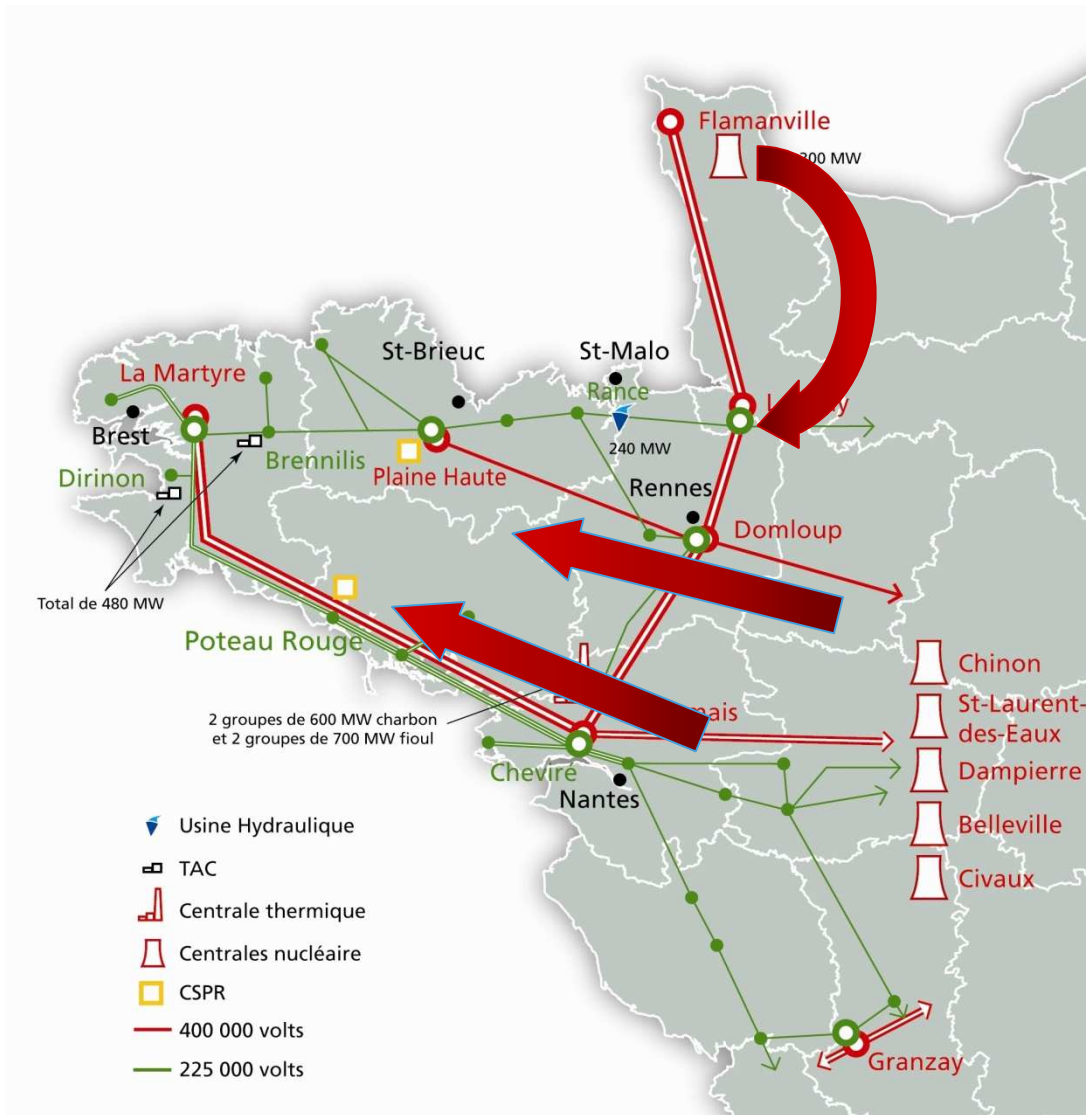 Flamanville
300 MW
St-Brieuc
St-Malo
La Martyre
Rance
Brest
Brennilis
240 MW
Dirinon
Plaine Haute
Rennes
Domloup
Total de 480 MW
Poteau Rouge
Chinon
St-Laurent-
des-Eaux
2 groupes de 600 MW charbon
et 2 groupes de 700 MW fioul
Chevire
Dampierre
Nantes
Belleville
Civaux
Usine Hydraulique
TAC
Centrale thermique
Centrales nucléaire
CSPR
400 000 volts
225 000 volts
Granzay